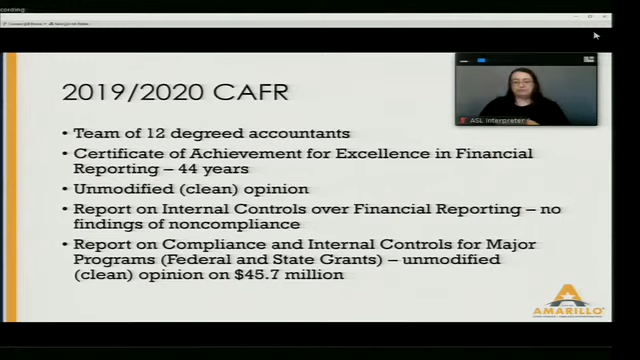 2019/2020 CAFR
ASL Interpreter
• Team of 12 degreed accountants
• Certificate of Achievement for Excellence in Financial
Reporting – 44 years
• Unmodified (clean) opinion
• Report on Internal Controls over Financial Reporting – no
findings of noncompliance
• Report on Compliance and Internal Controls for Major
Programs (Federal and State Grants) – unmodified
(clean) opinion on $45.7 million
AMARILLO